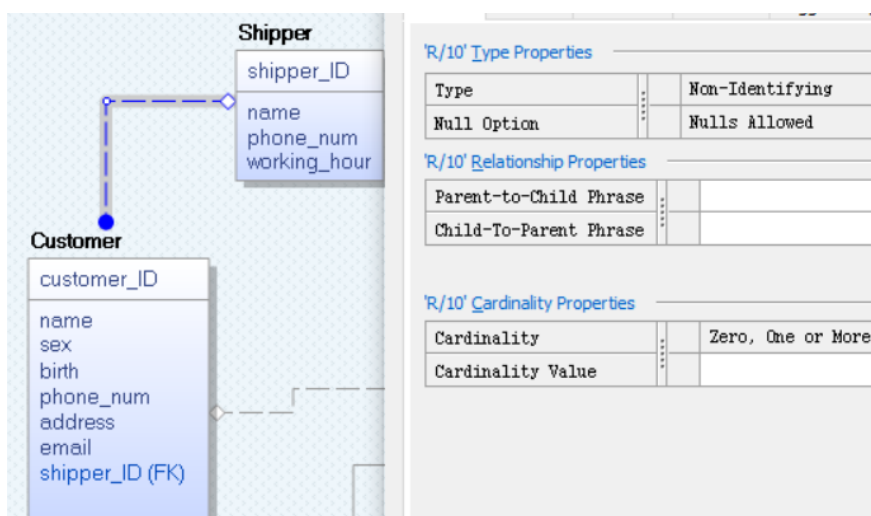 Shipper
shipper_ID
name
phone_num
working_hour
Customer
customer_ID
name
sex
birth
phone_num
address
email
shipper_ID (FK)
'R/10' Type Properties
Type Non-Identifying
Null Option Nulls Allowed
'R/10' Relationship Properties
Parent-to-Child Phrase
Child-To-Parent Phrase
'R/10' Cardinality Properties
Cardinality Zero, One or More
Cardinality Value